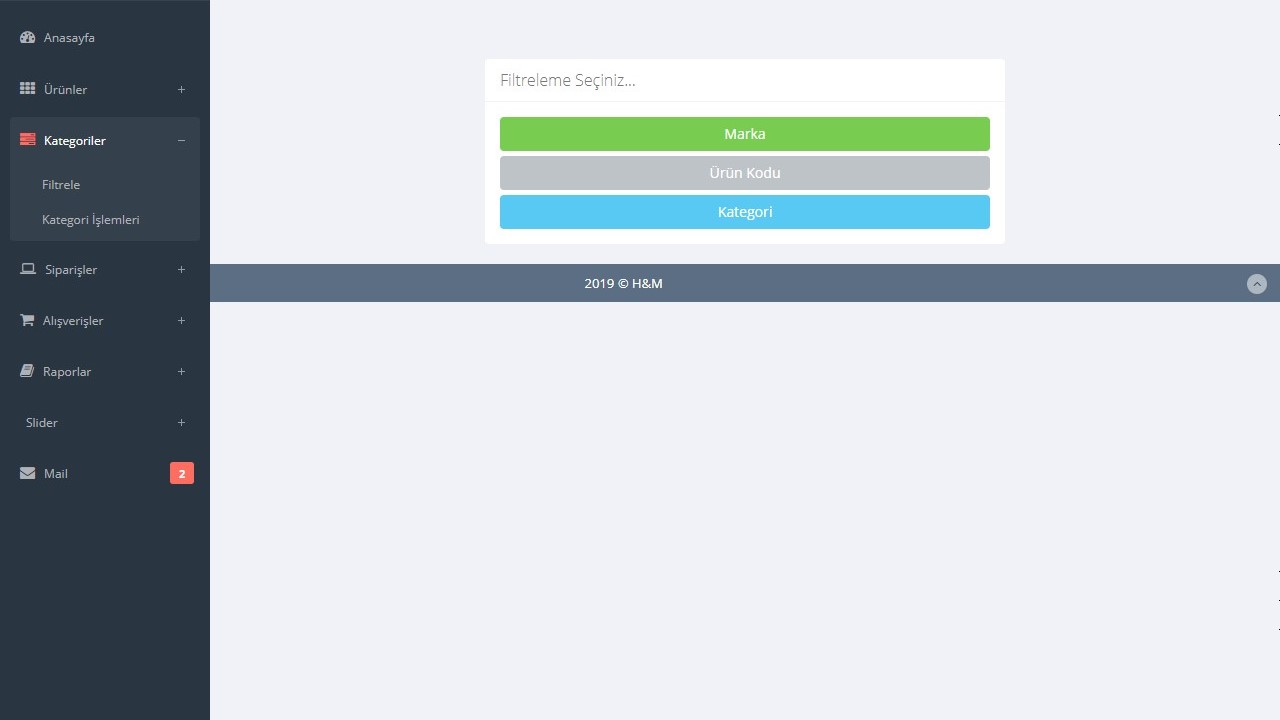 Anasayfa
Ürünler +
Kategoriler −
Filtrele
Kategori İşlemleri
Siparişler +
Alışverişler +
Raporlar +
Slider +
Mail 2
Filtreleme Seçiniz...
Marka
Ürün Kodu
Kategori
2019 © H&M